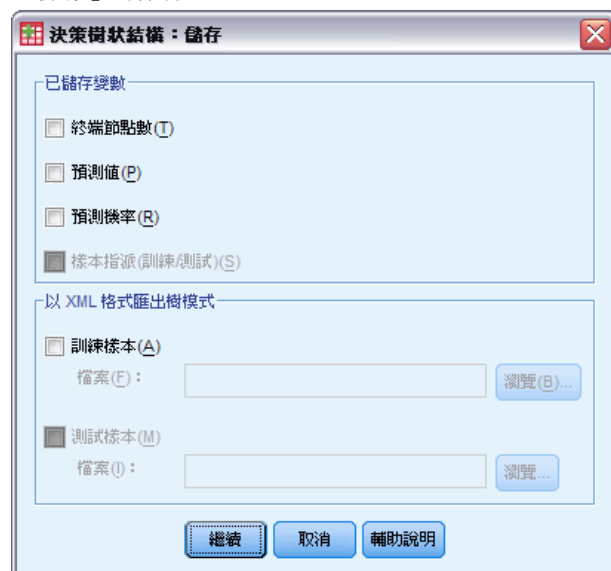 決策樹狀結構：儲存
已儲存變數
終端節點數(T)
預測值(P)
預測機率(R)
樣本指派(訓練/測試)(S)
以 XML 格式匯出樹模式
訓練樣本(A)
檔案(F)：
瀏覽(B)...
測試樣本(M)
檔案(I)：
瀏覽...
繼續
取消
輔助說明